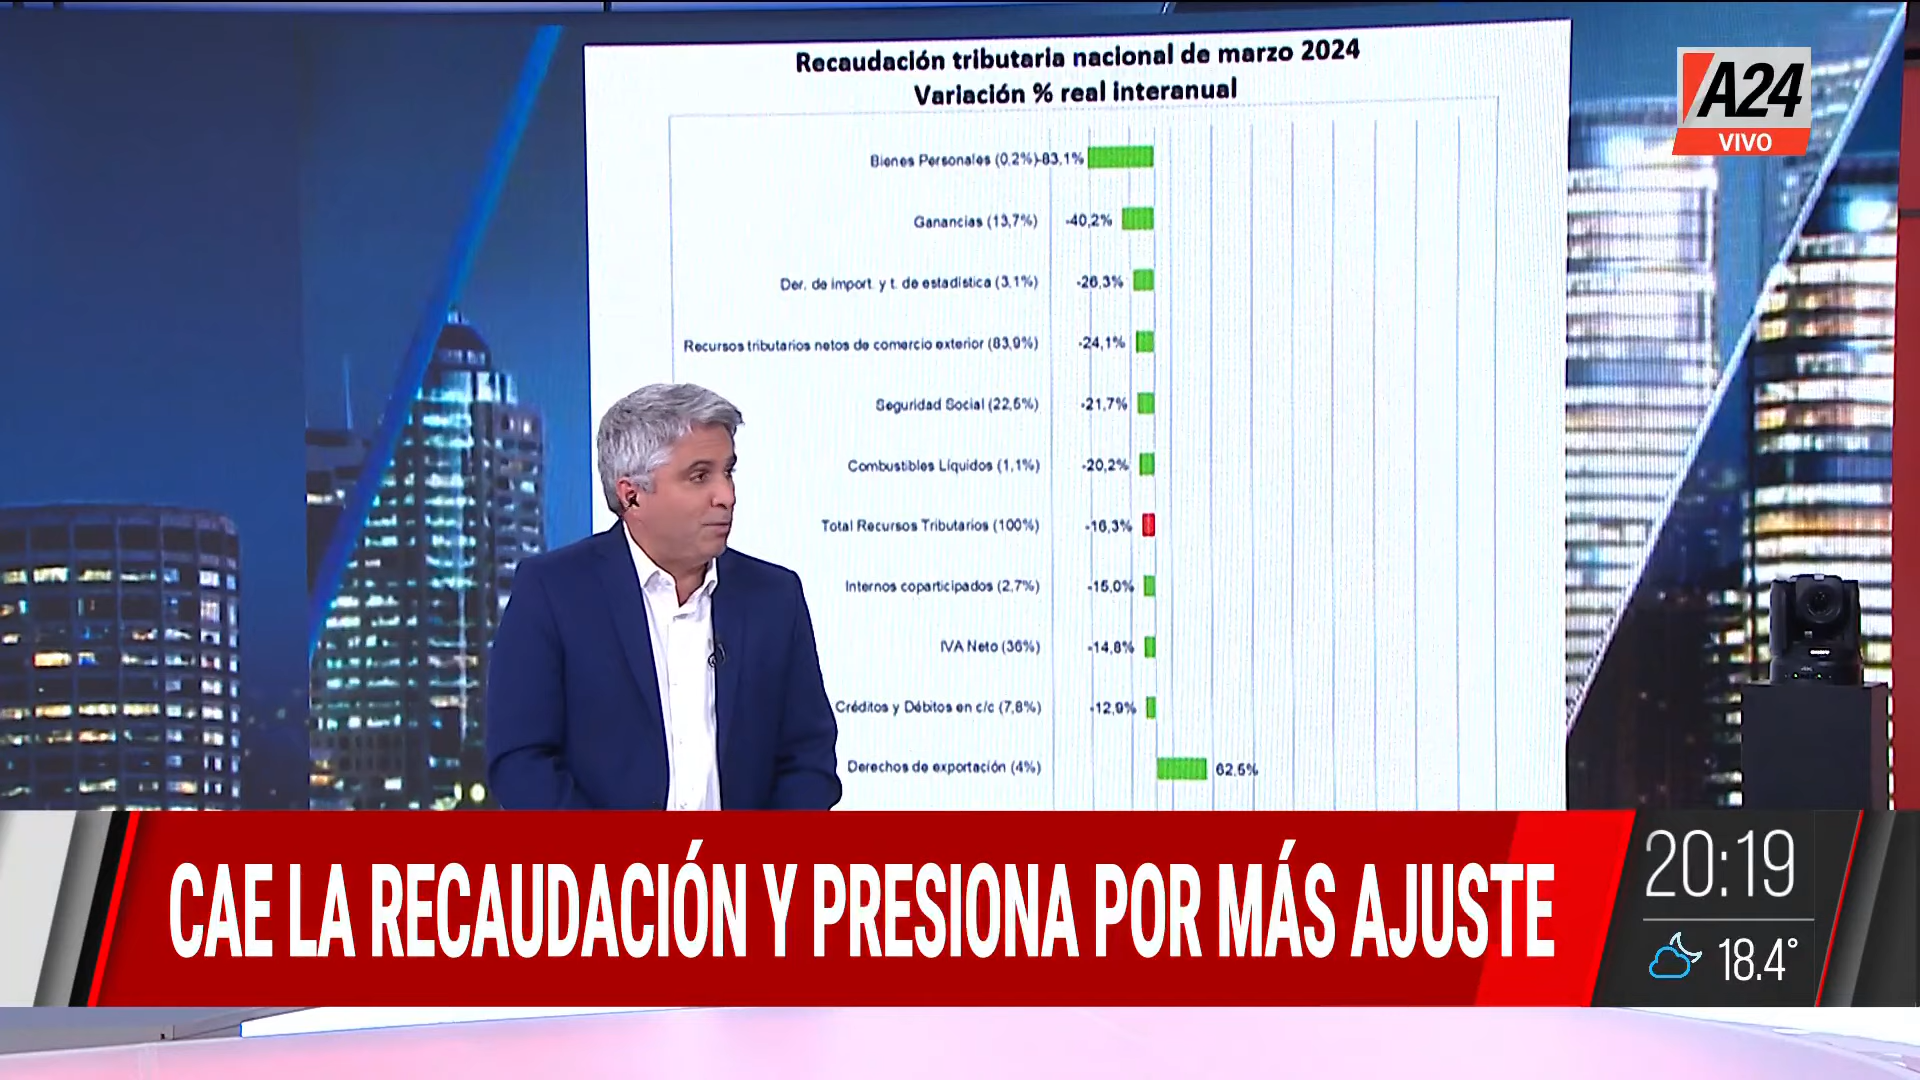 Recaudación tributaria nacional de marzo 2024
Variación % real interanual
A24
VIVO
Bienes Personales (0,2%) -83,1%
Ganancias (13,7%) -40,2%
Der. de import. y t. de estadística (3,1%) -26,3%
Recursos tributarios netos de comercio exterior (83,9%) -24,1%
Seguridad Social (22,6%) -21,7%
Combustibles Líquidos (1,1%) -20,2%
Total Recursos Tributarios (100%) -16,3%
Internos coparticipados (2,7%) -15,0%
IVA Neto (36%) -14,8%
Créditos y Débitos en c/c (7,8%) -12,9%
Derechos de exportación (4%) 62,5%
CAE LA RECAUDACIÓN Y PRESIONA POR MÁS AJUSTE
20:19
18.4°